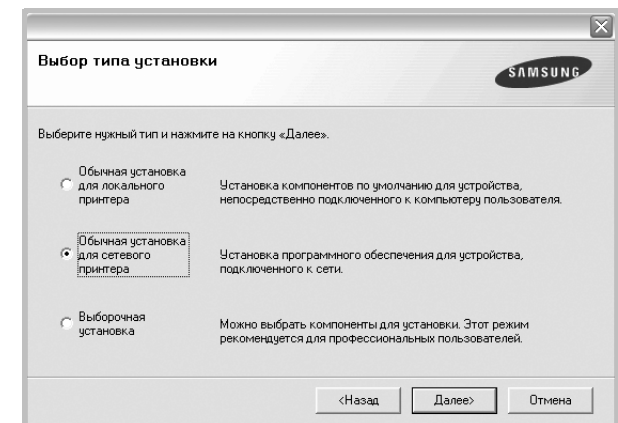 Выбор типа установки
SAMSUNG
Выберите нужный тип и нажмите на кнопку «Далее».
Обычная установка
для локального
принтера
Установка компонентов по умолчанию для устройства,
непосредственно подключенного к компьютеру пользователя.
Обычная установка
для сетевого
принтера
Установка программного обеспечения для устройства,
подключенного к сети.
Выборочная
установка
Можно выбрать компоненты для установки. Этот режим
рекомендуется для профессиональных пользователей.
<Назад
Далее>
Отмена